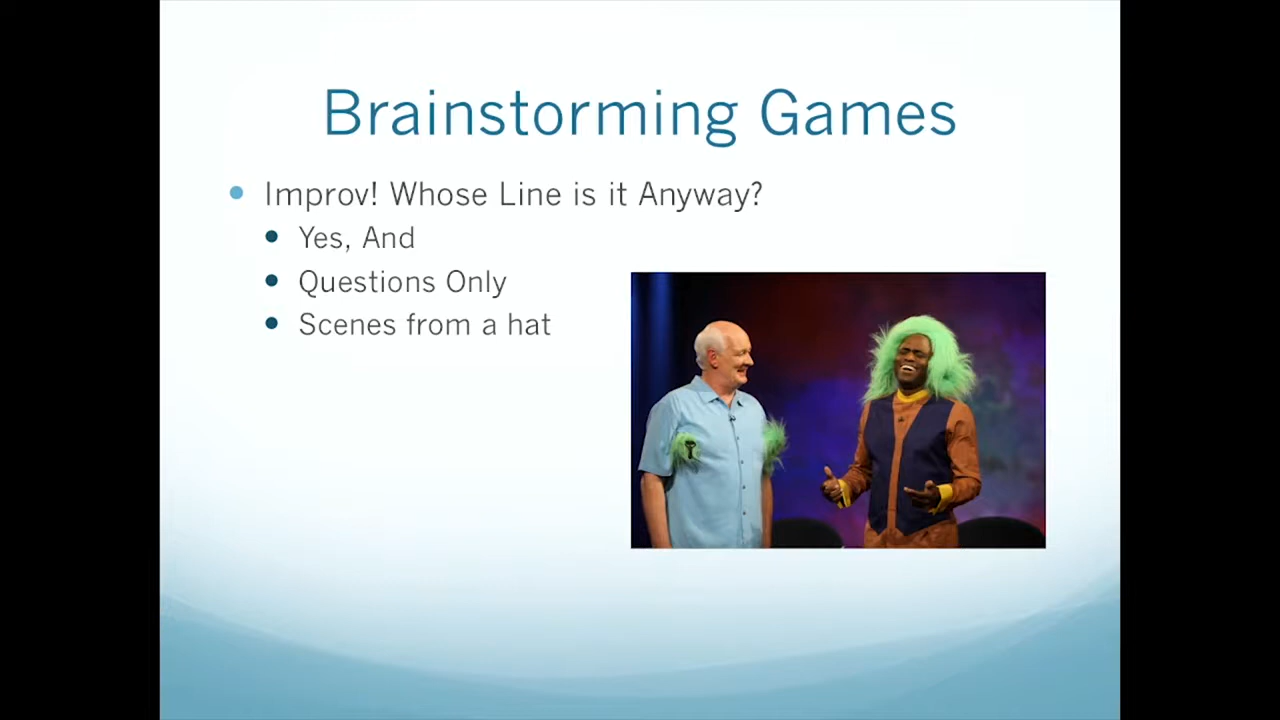 Brainstorming Games
Improv! Whose Line is it Anyway?
Yes, And
Questions Only
Scenes from a hat